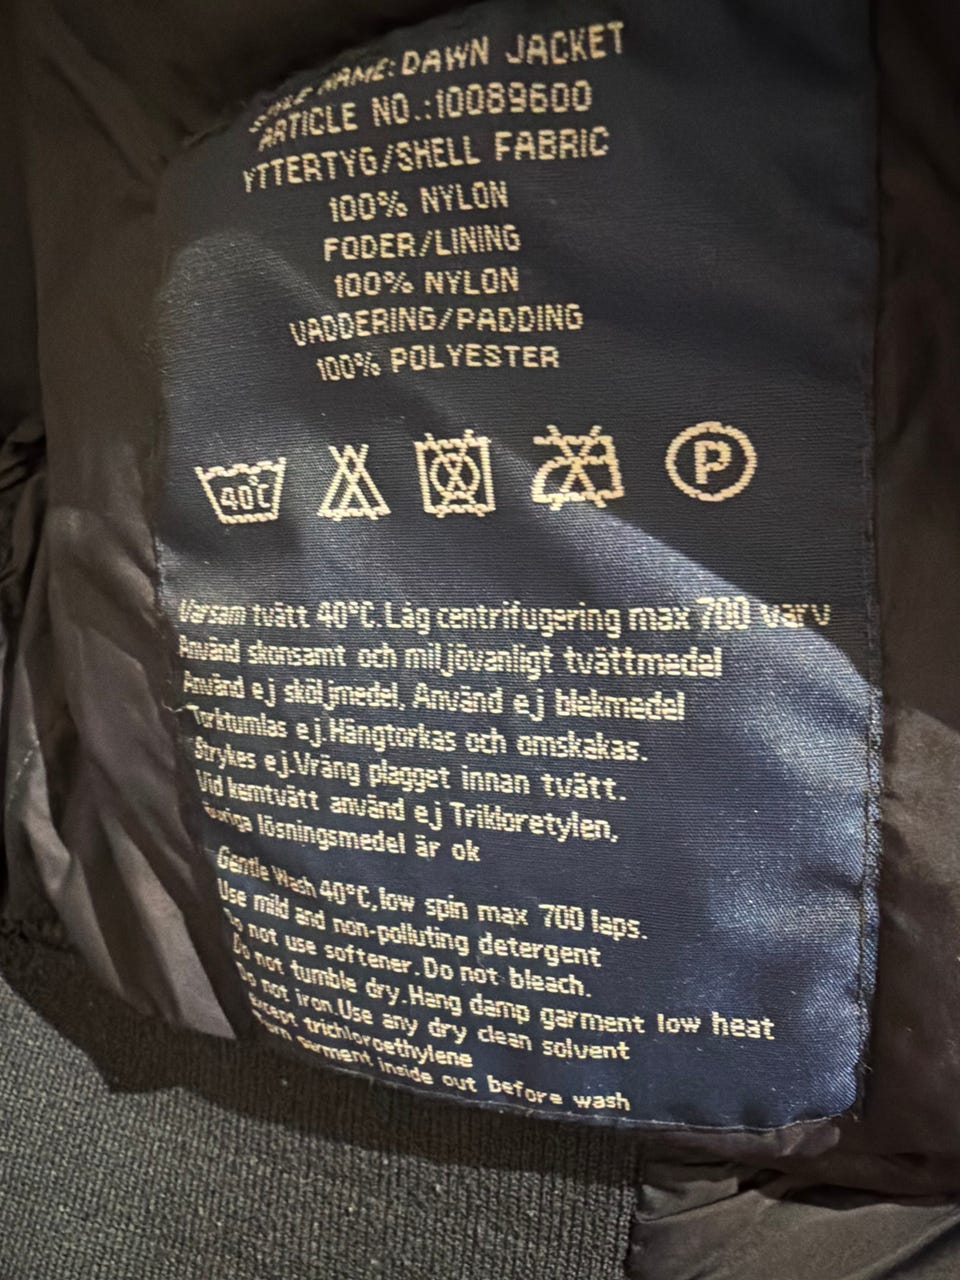 STYLE NAME: DAWN JACKET
ARTICLE NO.:10089600
YTTERTYG/SHELL FABRIC
100% NYLON
FODER/LINING
100% NYLON
VADDERING/PADDING
100% POLYESTER
40°C P
Varsam tvätt 40°C. Låg centrifugering max 700 varv
Använd skonsamt och miljövanligt tvättmedel
Använd ej sköljmedel. Använd ej blekmedel
Torktumlas ej.Hängtorkas och omskakas.
Strykes ej.Vräng plagget innan tvätt.
Vid kemtvätt använd ej Trikloretylen,
övriga lösningsmedel är ok
Gentle Wash 40°C,low spin max 700 laps.
Use mild and non-polluting detergent
Do not use softener.Do not bleach.
Do not tumble dry.Hang damp garment low heat
Do not iron.Use any dry clean solvent
Except trichloroethylene
Turn garment inside out before wash